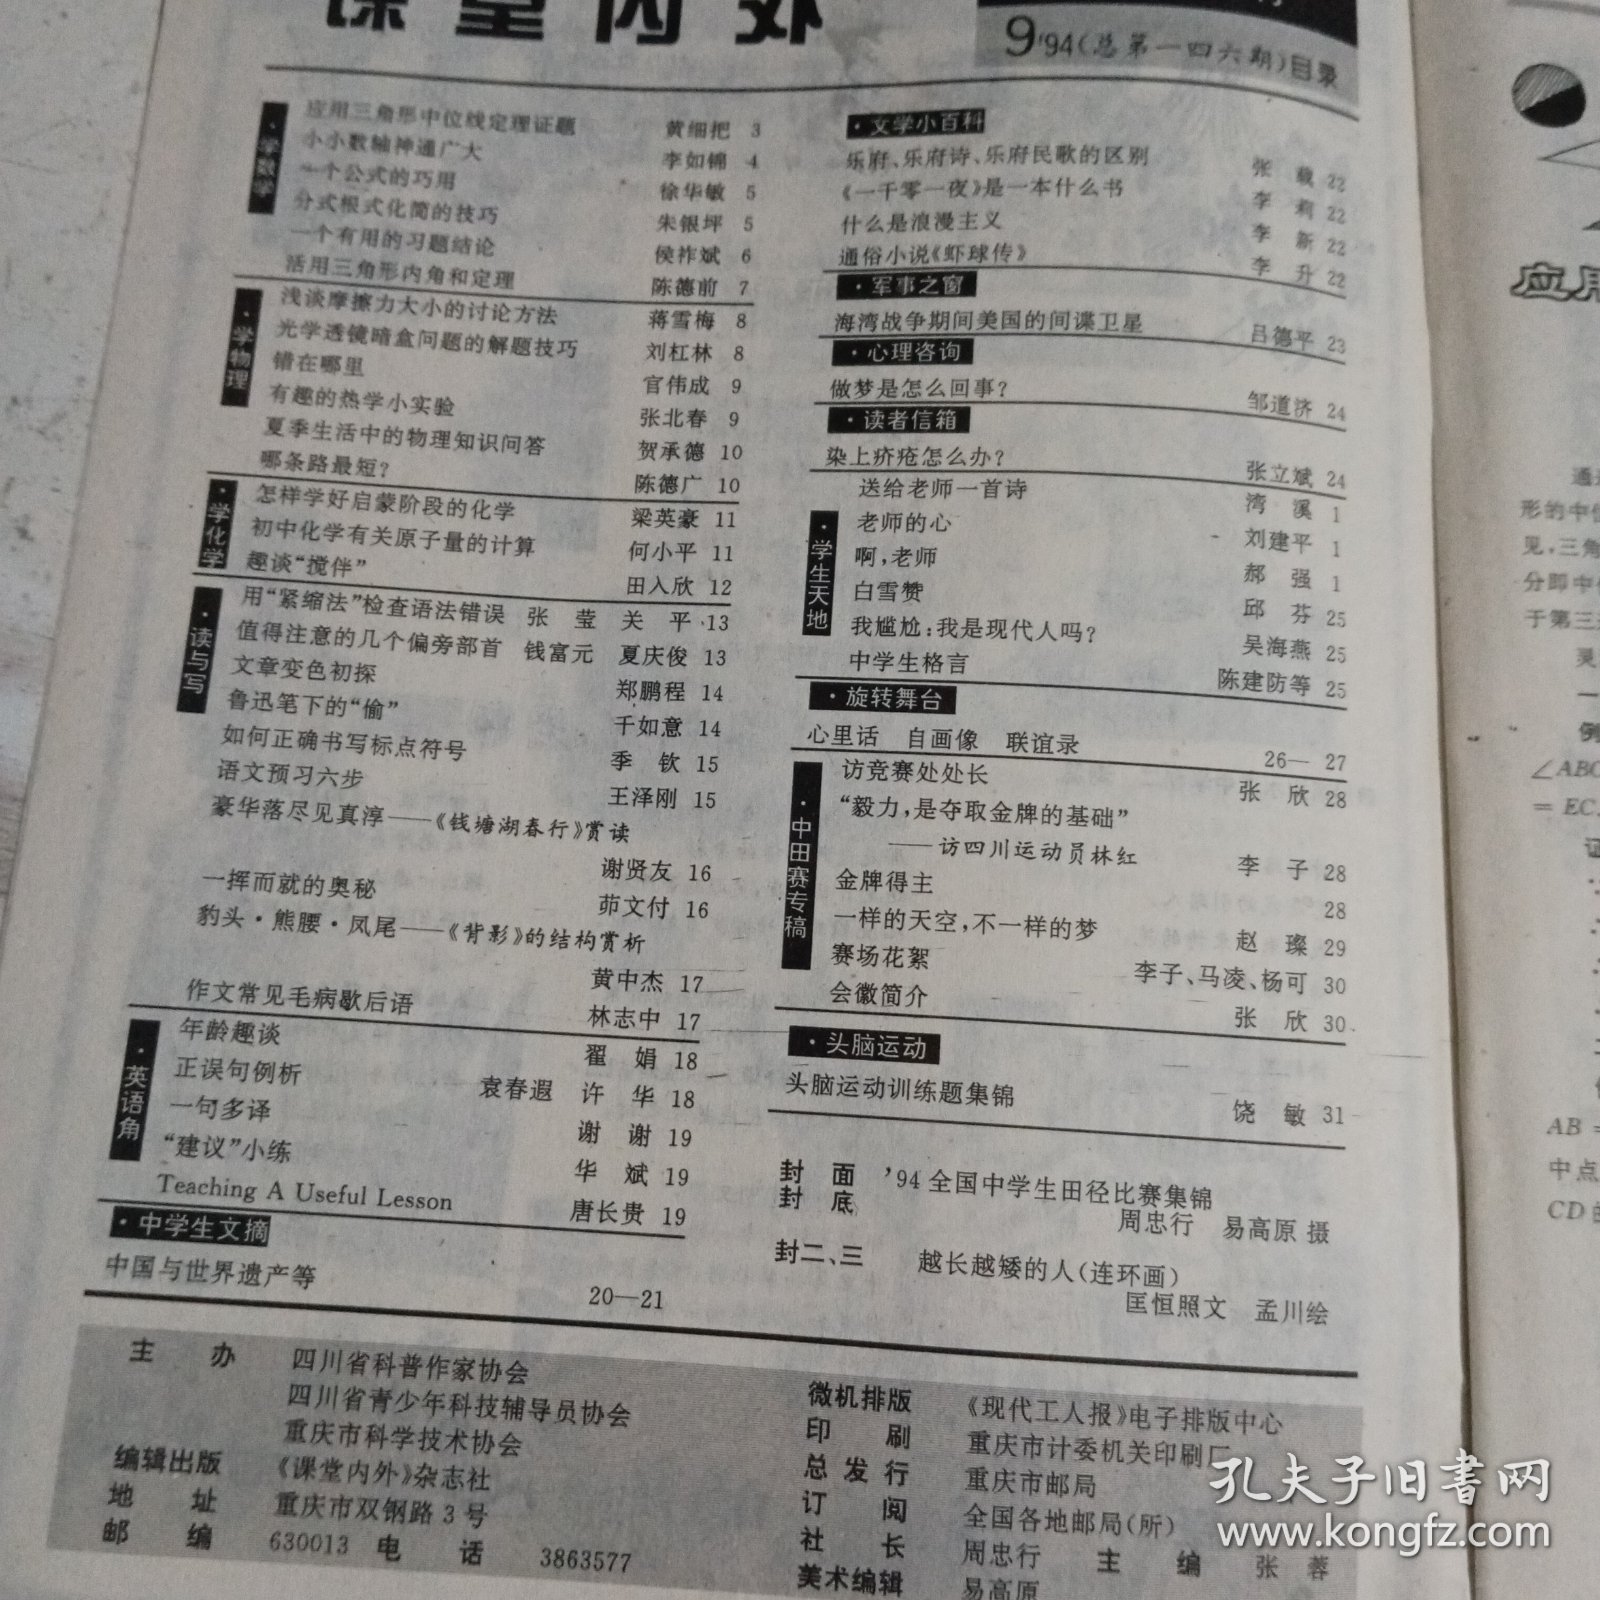 课堂内外
9'94(总第一四六期)目录
·学数学
应用三角形中位线定理证题 黄细把 3
小小数轴神通广大 李如锦 4
一个公式的巧用 徐华敏 5
分式根式化简的技巧 朱银坪 5
一个有用的习题结论 侯祚斌 6
活用三角形内角和定理 陈德前 7
·学物理
浅谈摩擦力大小的讨论方法 蒋雪梅 8
光学透镜暗盒问题的解题技巧 刘杠林 8
错在哪里 官伟成 9
有趣的热学小实验 张北春 9
夏季生活中的物理知识问答 贺承德 10
哪条路最短? 陈德广 10
·学化学
怎样学好启蒙阶段的化学 梁英豪 11
初中化学有关原子量的计算 何小平 11
趣谈“搅伴” 田入欣 12
·读与写
用“紧缩法”检查语法错误 张莹 关平 13
值得注意的几个偏旁部首 钱富元 夏庆俊 13
文章变色初探 郑鹏程 14
鲁迅笔下的“偷” 千如意 14
如何正确书写标点符号 季钦 15
语文预习六步 王泽刚 15
豪华落尽见真淳——《钱塘湖春行》赏读
谢贤友 16
一挥而就的奥秘 茆文付 16
豹头·熊腰·凤尾——《背影》的结构赏析
黄中杰 17
作文常见毛病歇后语 林志中 17
·英语角
年龄趣谈 翟娟 18
正误句例析 袁春遐 许华 18
一句多译 谢谢 19
“建议”小练 华斌 19
Teaching A Useful Lesson 唐长贵 19
·中学生文摘
中国与世界遗产等 20—21
·文学小百科
乐府、乐府诗、乐府民歌的区别 张载 22
《一千零一夜》是一本什么书 李莉 22
什么是浪漫主义 李新 22
通俗小说《虾球传》 李升 22
·军事之窗
海湾战争期间美国的间谍卫星 吕德平 23
·心理咨询
做梦是怎么回事? 邹道济 24
·读者信箱
染上疥疮怎么办? 张立斌 24
·学生天地
送给老师一首诗 湾溪 1
老师的心 刘建平 1
啊,老师 郝强 1
白雪赞 邱芬 25
我尴尬:我是现代人吗? 吴海燕 25
中学生格言 陈建防等 25
·旋转舞台
心里话 自画像 联谊录 26—27
·中田赛专稿
访竞赛处处长 张欣 28
“毅力,是夺取金牌的基础”
——访四川运动员林红 李子 28
金牌得主 28
一样的天空,不一样的梦 赵璨 29
赛场花絮 李子、马凌、杨可 30
会徽简介 张欣 30
·头脑运动
头脑运动训练题集锦 饶敏 31
封面 '94全国中学生田径比赛集锦
封底 周忠行 易高原 摄
封二、三 越长越矮的人(连环画)
匡恒照文 孟川绘
主办 四川省科普作家协会
四川省青少年科技辅导员协会
重庆市科学技术协会
编辑出版 《课堂内外》杂志社
地址 重庆市双钢路3号
邮编 630013 电话 3863577
微机排版 《现代工人报》电子排版中心
印刷 重庆市计委机关印刷厂
总发行 重庆市邮局
订阅 全国各地邮局(所)
社长 周忠行 主编 张蓉
美术编辑 易高原
应用
形的中位
见,三角
分即中
于第三
例
∠ABC
= EC
证
AB =
中点
CD的
孔夫子旧书网
www.kongfz.com